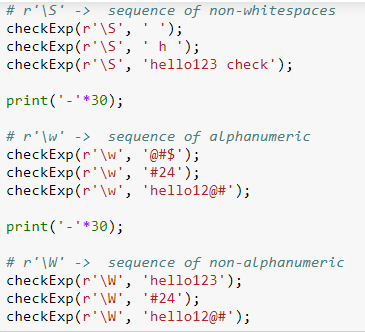 # r'\S' ->  sequence of non-whitespaces
checkExp(r'\S', ' ');
checkExp(r'\S', ' h ');
checkExp(r'\S', 'hello123 check');
print('-'*30);
# r'\w' ->  sequence of alphanumeric
checkExp(r'\w', '@#$');
checkExp(r'\w', '#24');
checkExp(r'\w', 'hello12@#');
print('-'*30);
# r'\W' ->  sequence of non-alphanumeric
checkExp(r'\W', 'hello123');
checkExp(r'\W', '#24');
checkExp(r'\W', 'hello12@#');